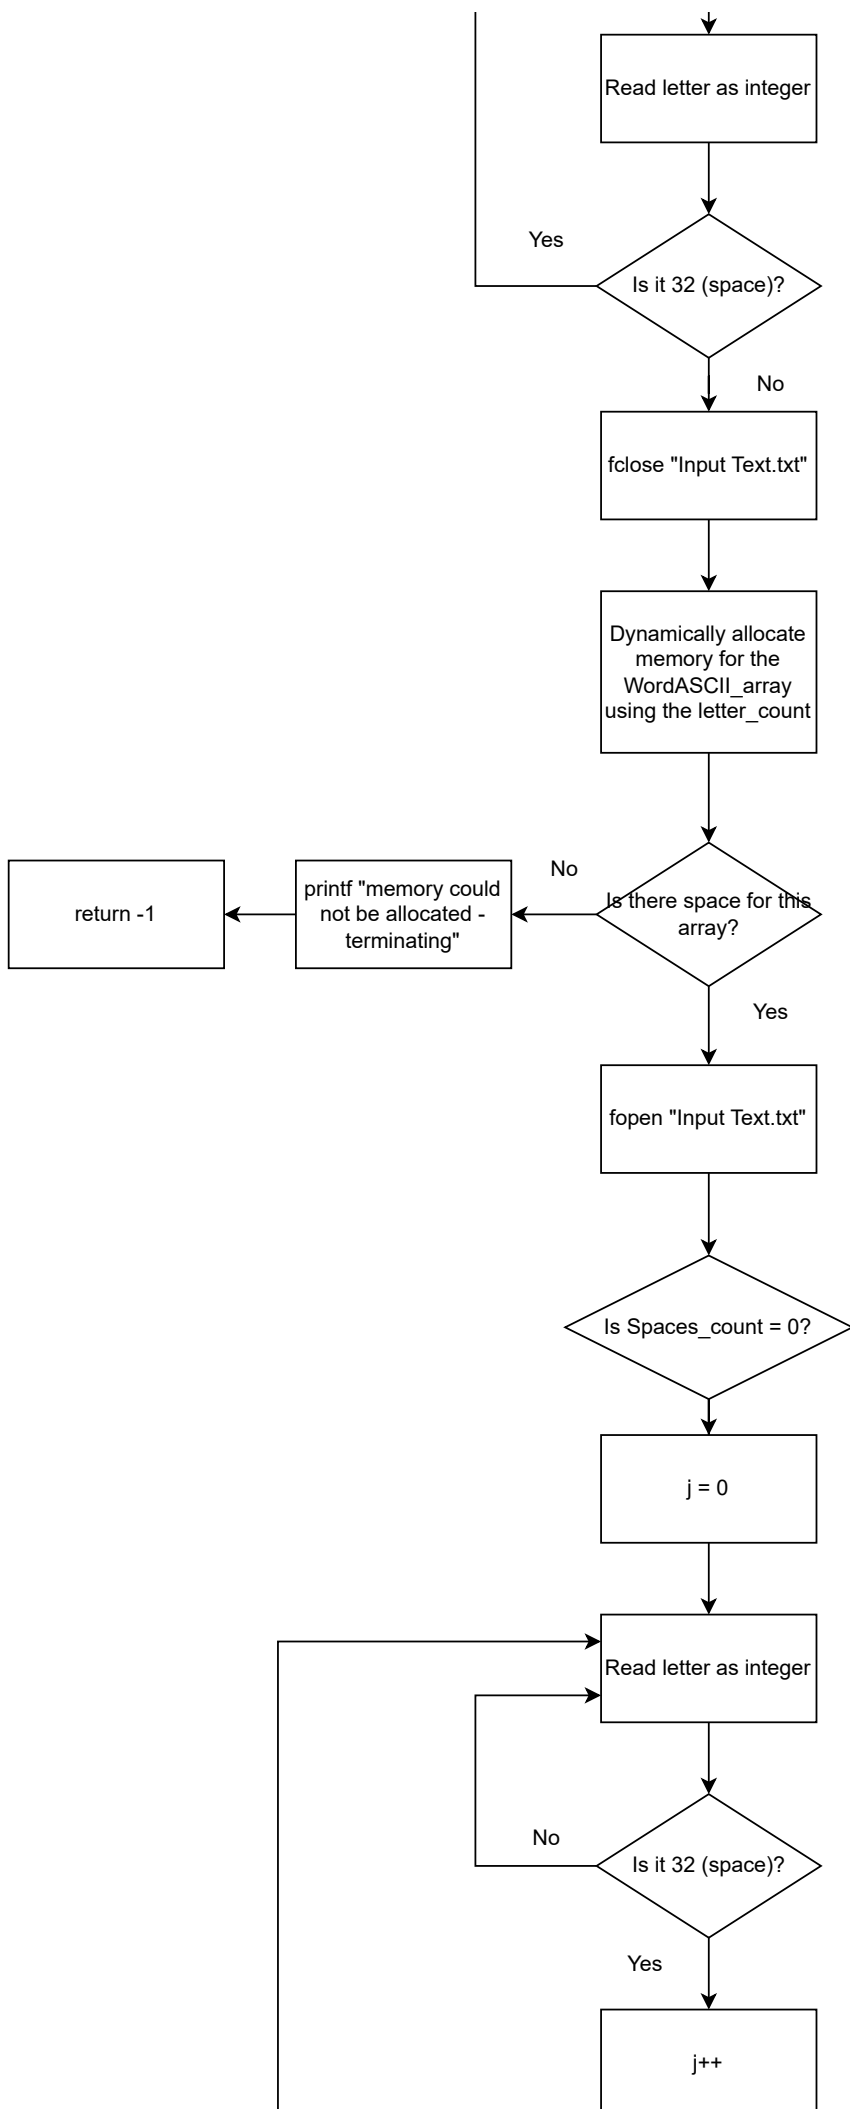 Read letter as integer
Yes
Is it 32 (space)?
No
fclose "Input Text.txt"
Dynamically allocate
memory for the
WordASCII_array
using the letter_count
No
Is there space for this
array?
printf "memory could
not be allocated -
terminating"
return -1
Yes
fopen "Input Text.txt"
Is Spaces_count = 0?
j = 0
Read letter as integer
No
Is it 32 (space)?
Yes
j++